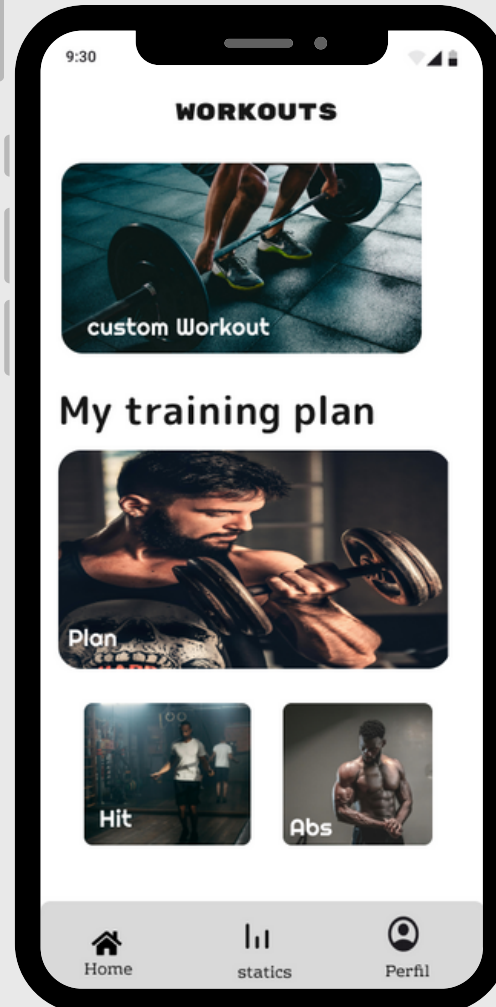 9:30
WORKOUTS
custom Workout
My training plan
Plan
Hit
Abs
Home
statics
Perfil